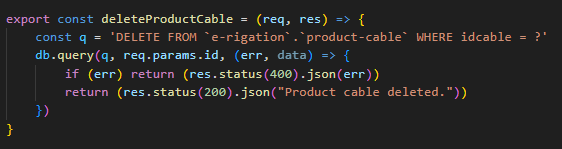 export const deleteProductCable = (req, res) => {
    const q = 'DELETE FROM `e-rigation`.`product-cable` WHERE idcable = ?'
    db.query(q, req.params.id, (err, data) => {
        if (err) return (res.status(400).json(err))
        return (res.status(200).json("Product cable deleted."))
    })
}